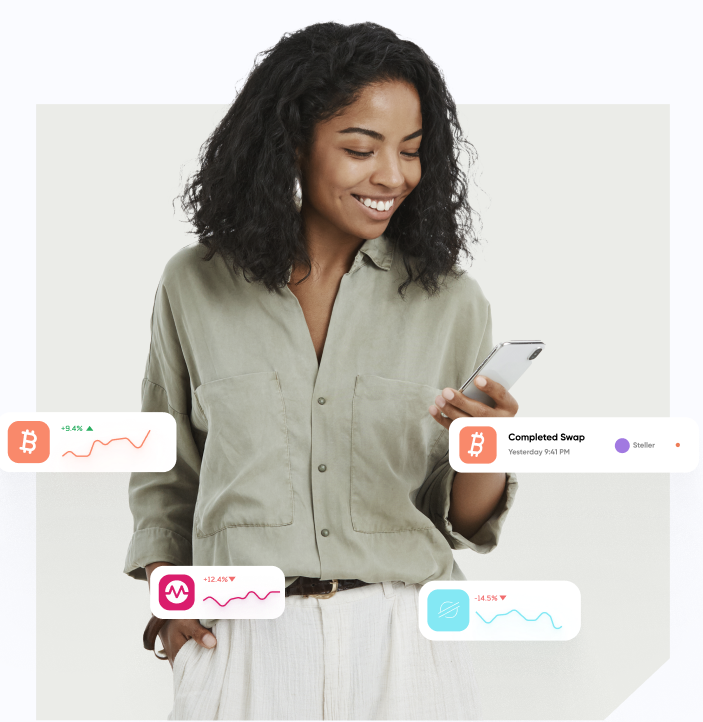 +9.4%
Completed Swap
Yesterday 9:41 PM
Steller
+12.4%
-14.5%